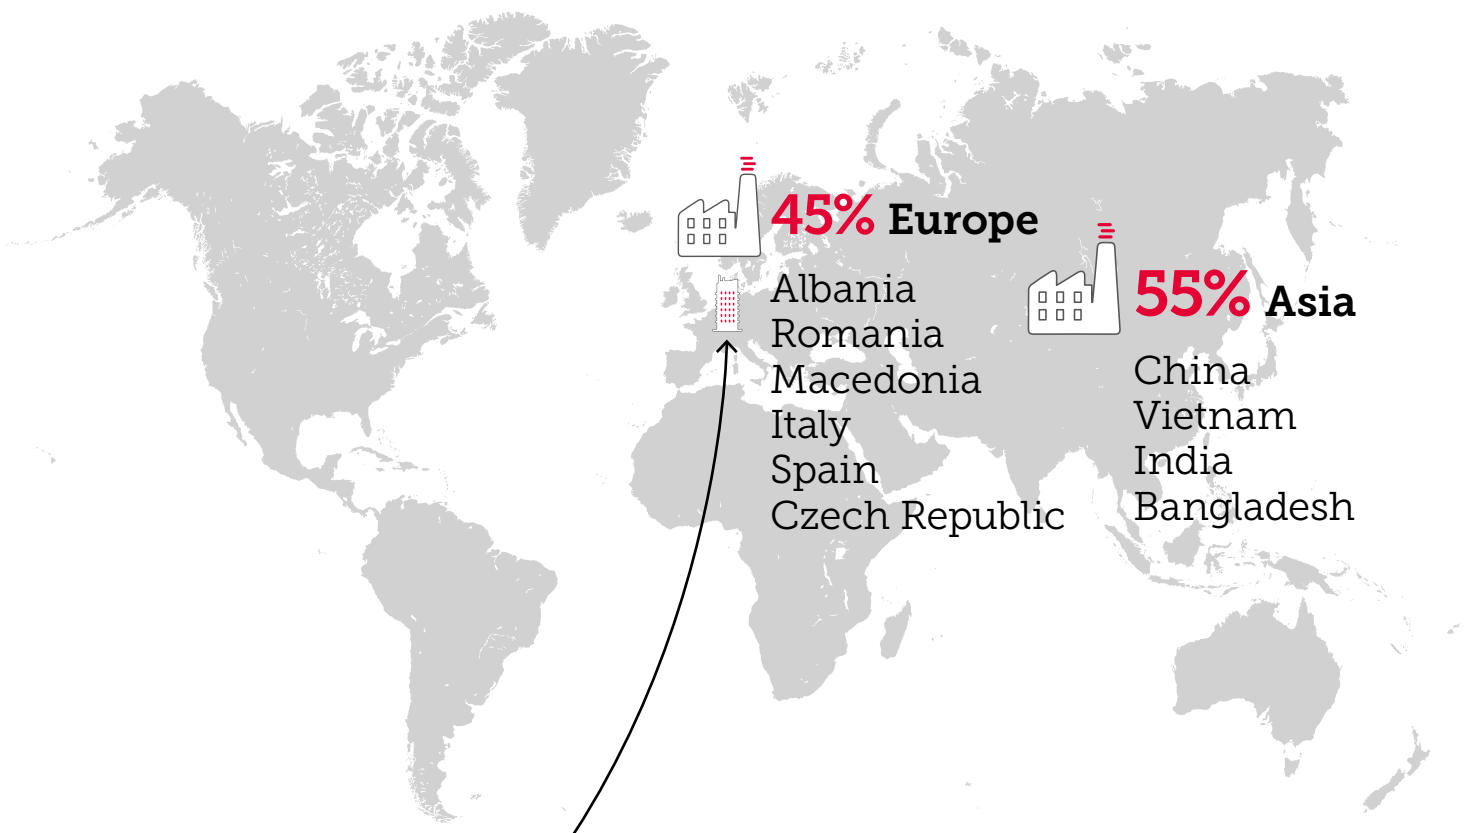 45% Europe
Albania
Romania
Macedonia
Italy
Spain
Czech Republic
55% Asia
China
Vietnam
India
Bangladesh